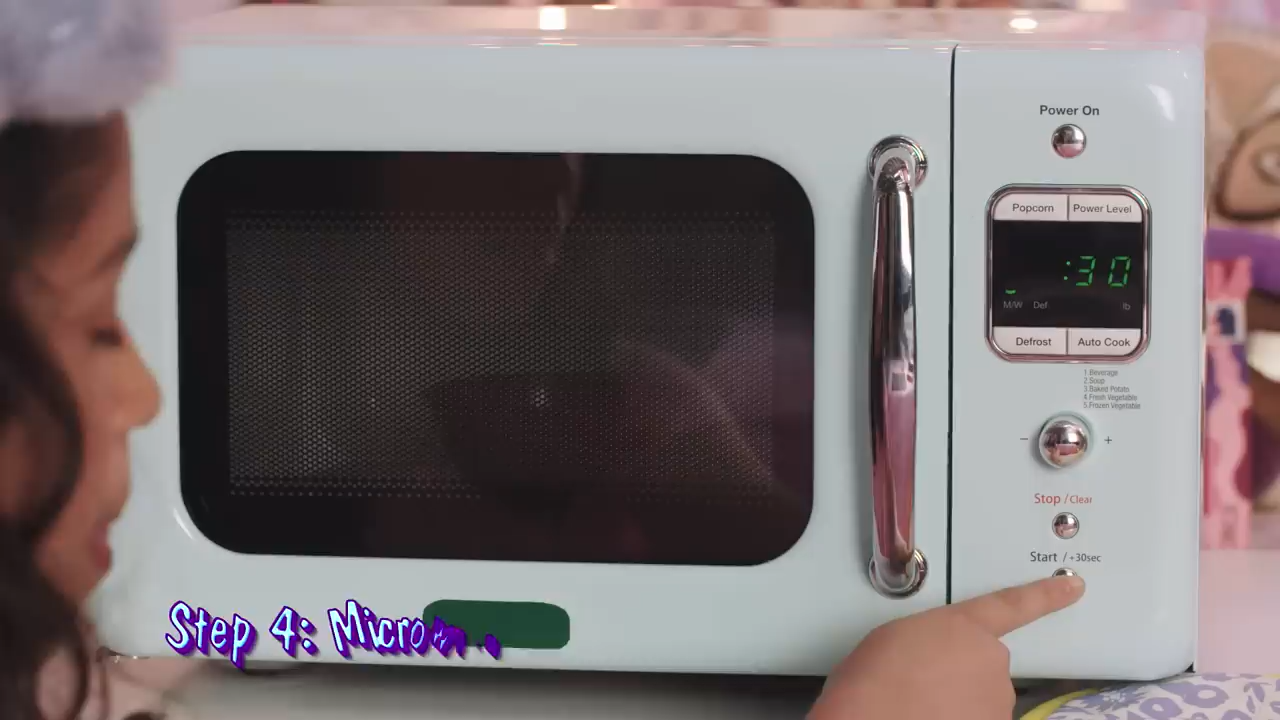 Power On
Popcorn Power Level
:30
M/W Def. lb
Defrost Auto Cook
1.Beverage
2.Soup
3.Baked Potato
4.Fresh Vegetable
5.Frozen Vegetable
- +
Stop /Clear
Start /+30sec
Step 4: Micro